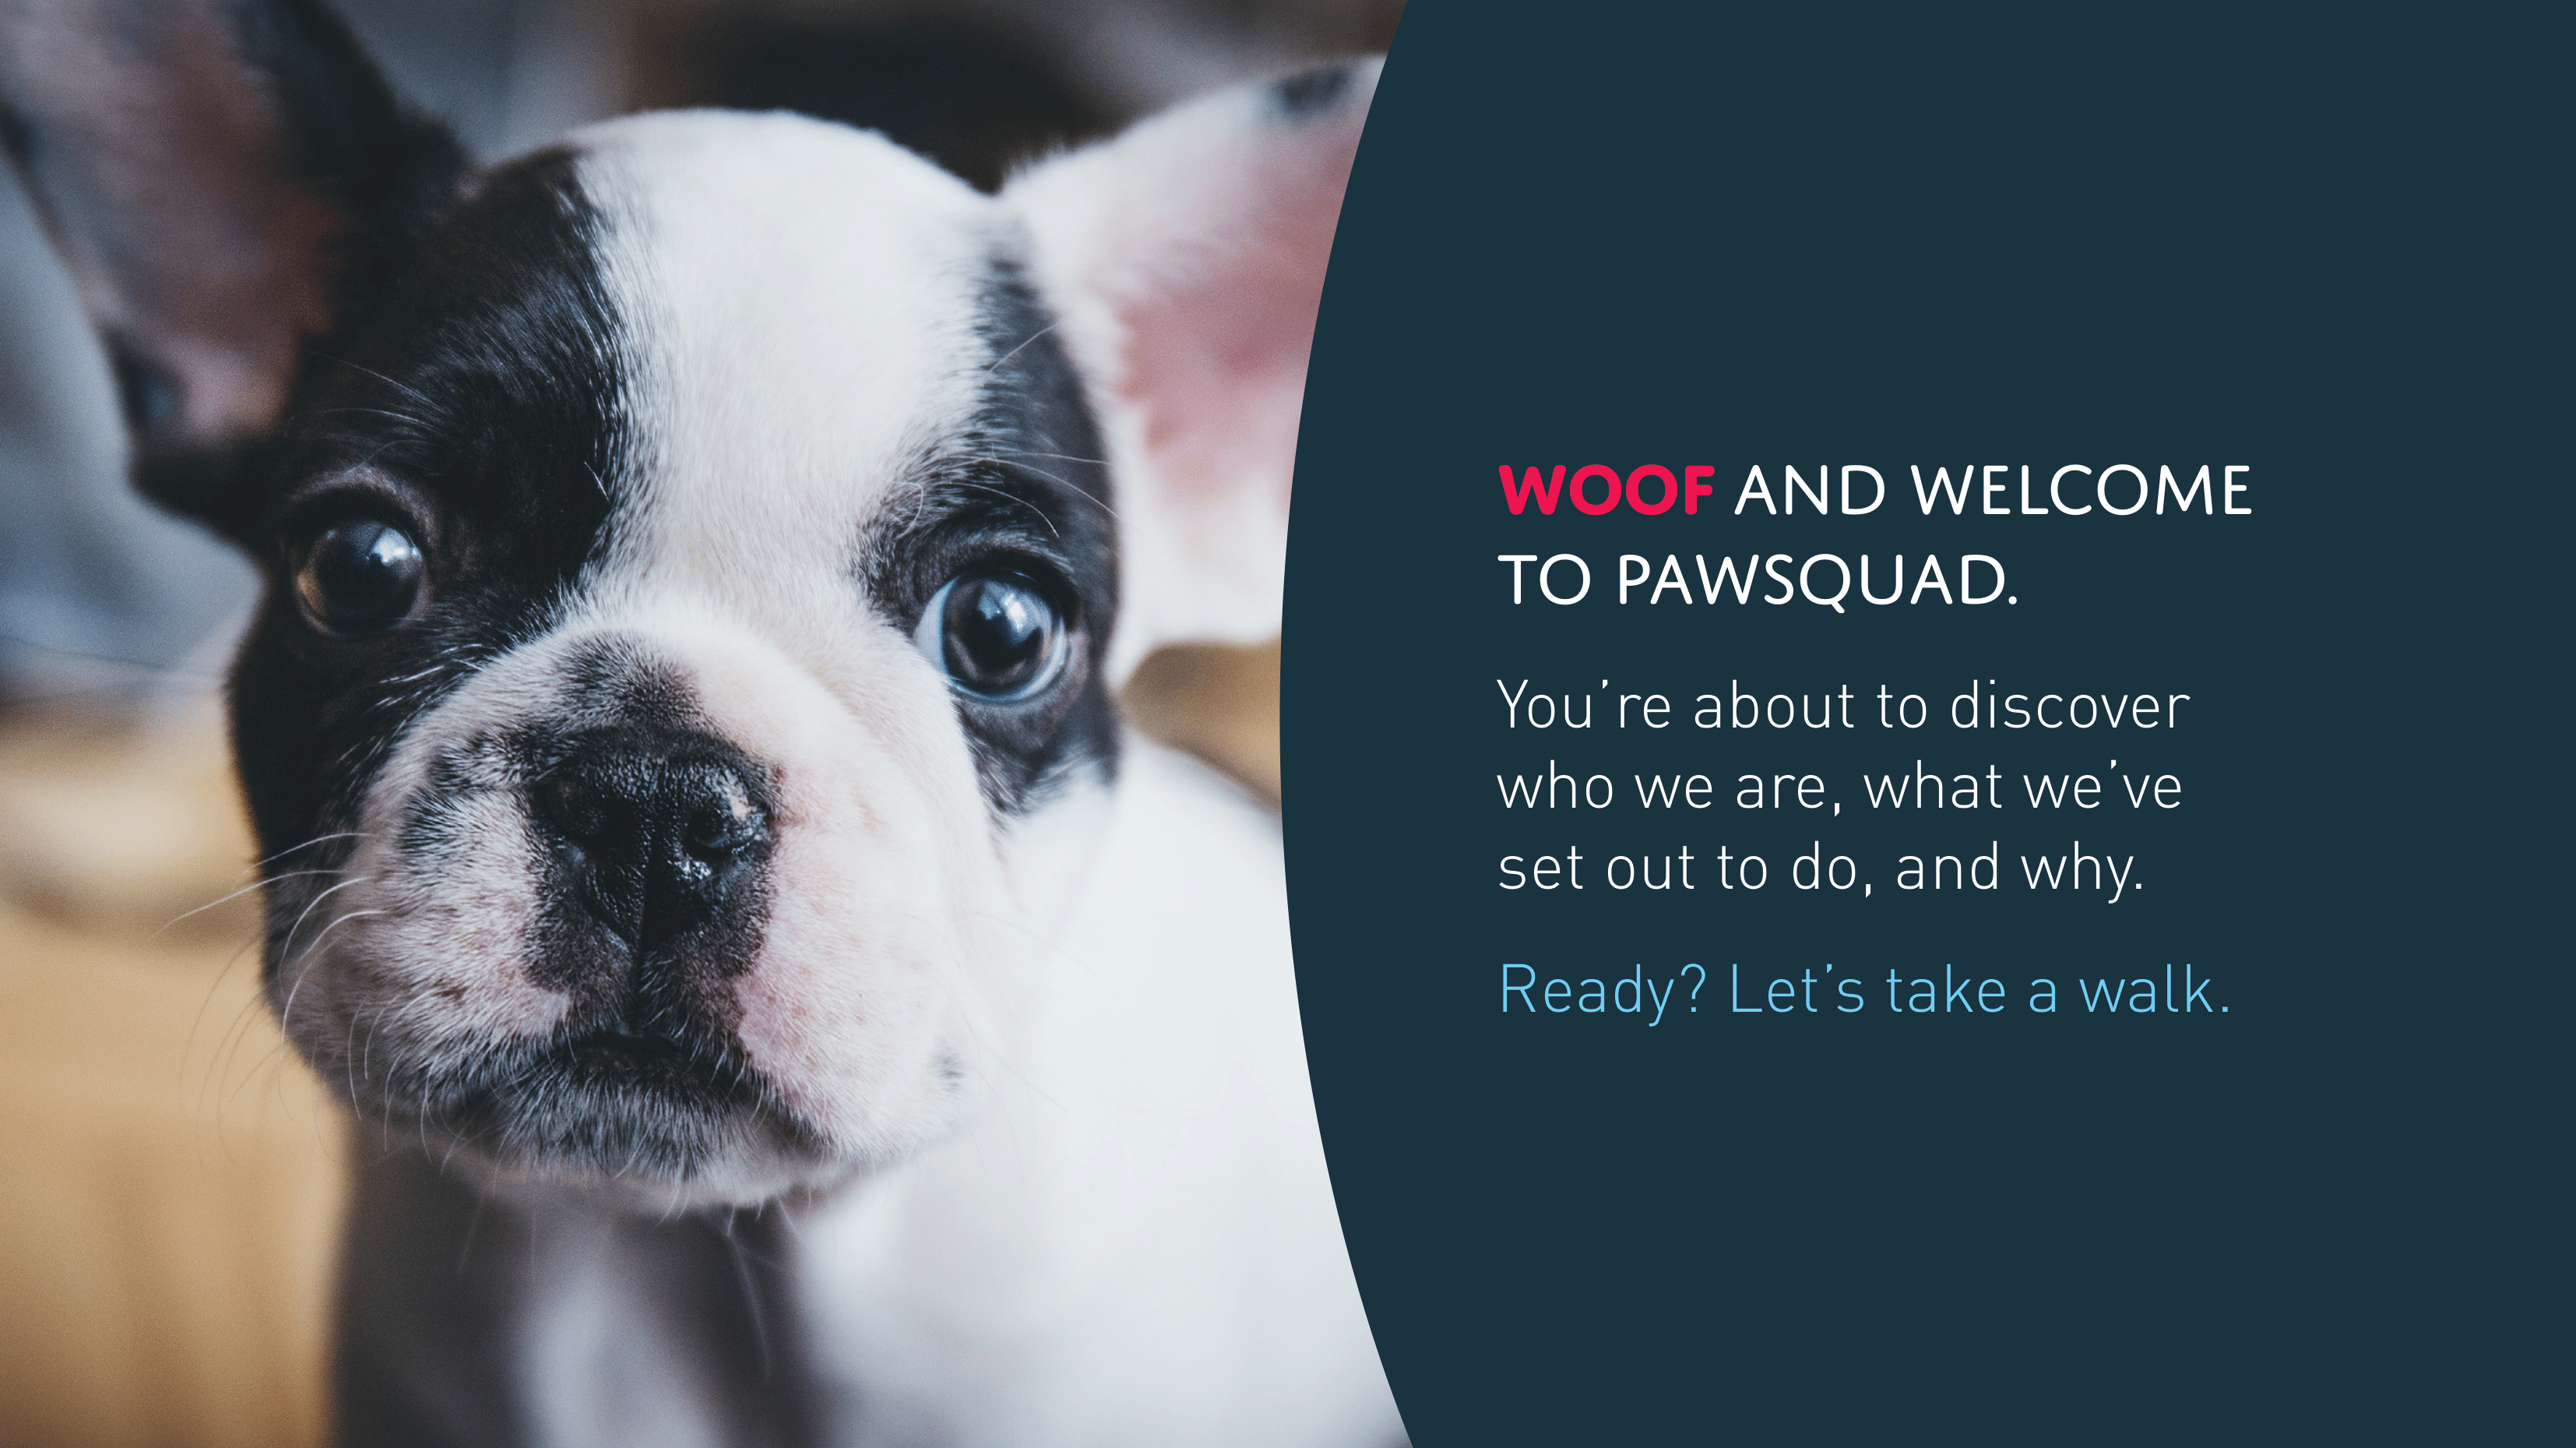 WOOF AND WELCOME
TO PAWSQUAD.
You’re about to discover
who we are, what we’ve
set out to do, and why.
Ready? Let’s take a walk.